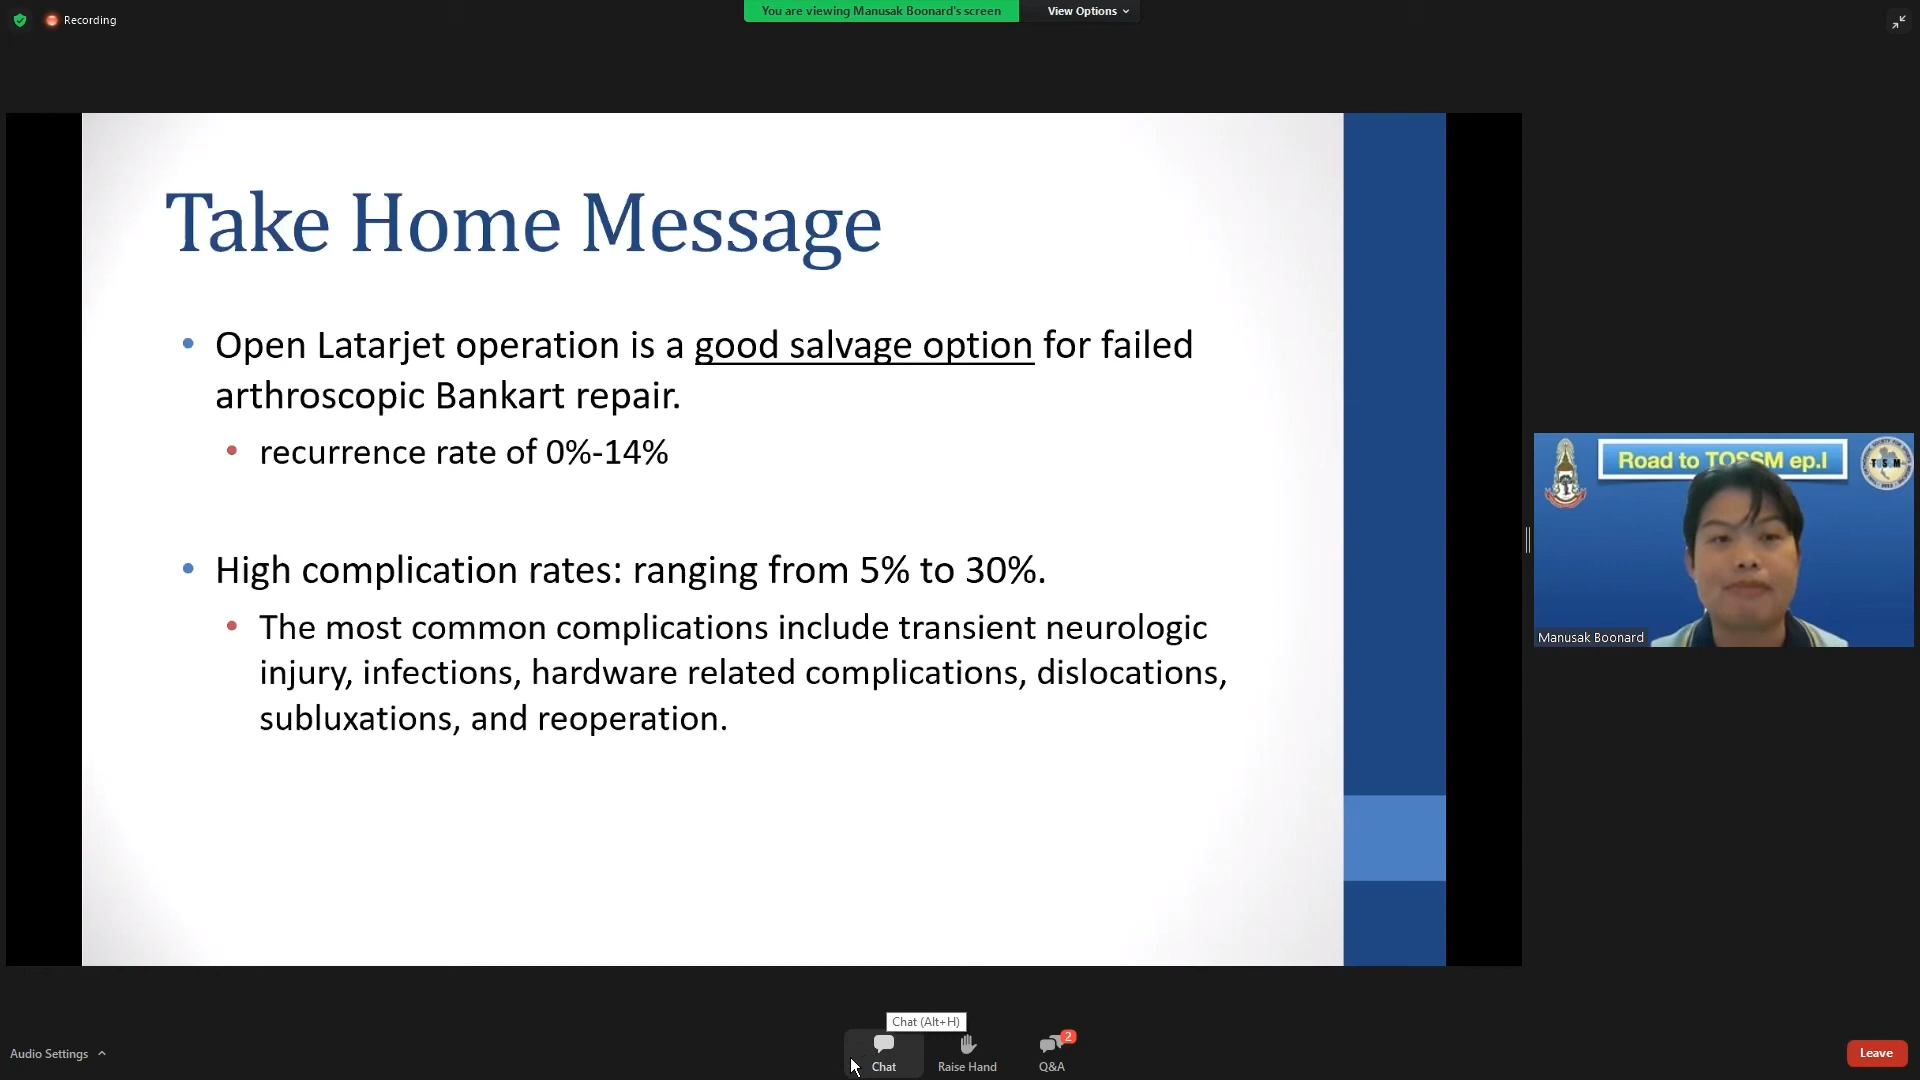 Recording
You are viewing Manusak Boonard's screen
View Options
Take Home Message
Open Latarjet operation is a good salvage option for failed
arthroscopic Bankart repair.
recurrence rate of 0%-14%
High complication rates: ranging from 5% to 30%.
The most common complications include transient neurologic
injury, infections, hardware related complications, dislocations,
subluxations, and reoperation.
Road to TOSSM ep.I
TOSSM
Manusak Boonard
Chat (Alt+H)
Audio Settings
Chat
Raise Hand
Q&A
2
Leave